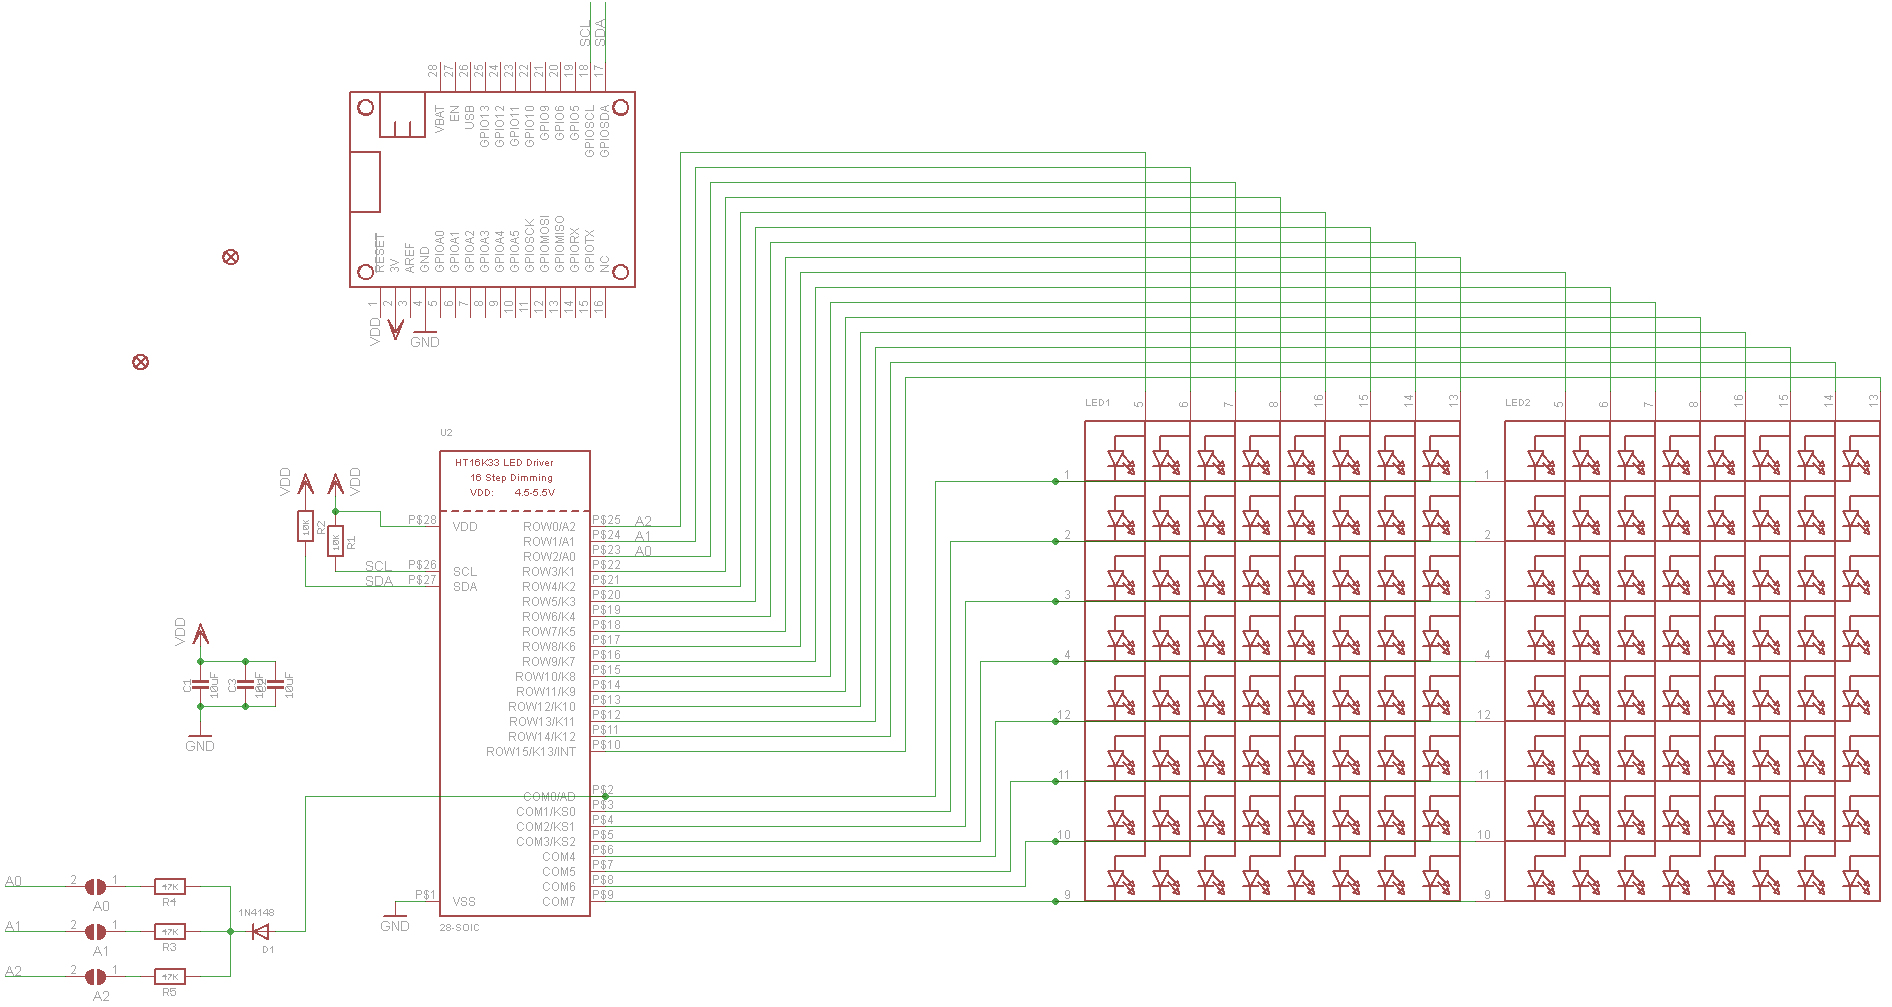 SCL
SDA
28 27 26 25 24 23 22 21 20 19 18 17
VBAT EN USB GPIO13 GPIO12 GPIO11 GPIO10 GPIO9 GPIO6 GPIO5 GPIOSCL GPIOSDA
RESET 3V AREF GND GPIOA0 GPIOA1 GPIOA2 GPIOA3 GPIOA4 GPIOA5 GPIOSCK GPIOMOSI GPIOMISO GPIORX GPIOTX NC
1 2 3 4 5 6 7 8 9 10 11 12 13 14 15 16
VDD
GND
LED1 5 6 7 8 16 15 14 13
LED2 5 6 7 8 16 15 14 13
1 1
2 2
3 3
4 4
12 12
11 11
10 10
9 9
U2
HT16K33 LED Driver
16 Step Dimming
VDD: 4.5-5.5V
P$28 VDD
P$26 SCL
P$27 SDA
P$1 VSS
28-SOIC
ROW0/A2 P$25 A2
ROW1/A1 P$24 A1
ROW2/A0 P$23 A0
ROW3/K1 P$22
ROW4/K2 P$21
ROW5/K3 P$20
ROW6/K4 P$19
ROW7/K5 P$18
ROW8/K6 P$17
ROW9/K7 P$16
ROW10/K8 P$15
ROW11/K9 P$14
ROW12/K10 P$13
ROW13/K11 P$12
ROW14/K12 P$11
ROW15/K13/INT P$10
COM0/AD P$2
COM1/KS0 P$3
COM2/KS1 P$4
COM3/KS2 P$5
COM4 P$6
COM5 P$7
COM6 P$8
COM7 P$9
VDD VDD
10K R2
10K R1
SCL
SDA
VDD
C1 10uF C3 10uF 10uF
GND
GND
A0 2 1 47K
A0 R4
A1 2 1 47K
A1 R3
A2 2 1 47K
A2 R5
1N4148
D1